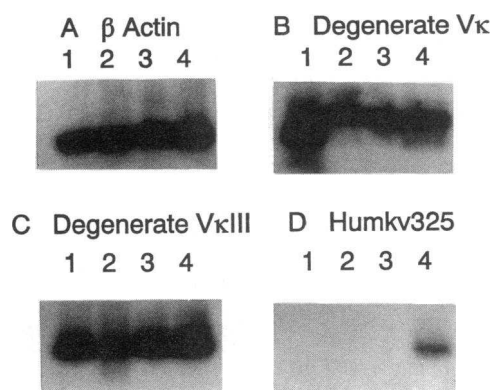 A β Actin
1 2 3 4
B Degenerate Vκ
1 2 3 4
C Degenerate VκIII
1 2 3 4
D Humkv325
1 2 3 4